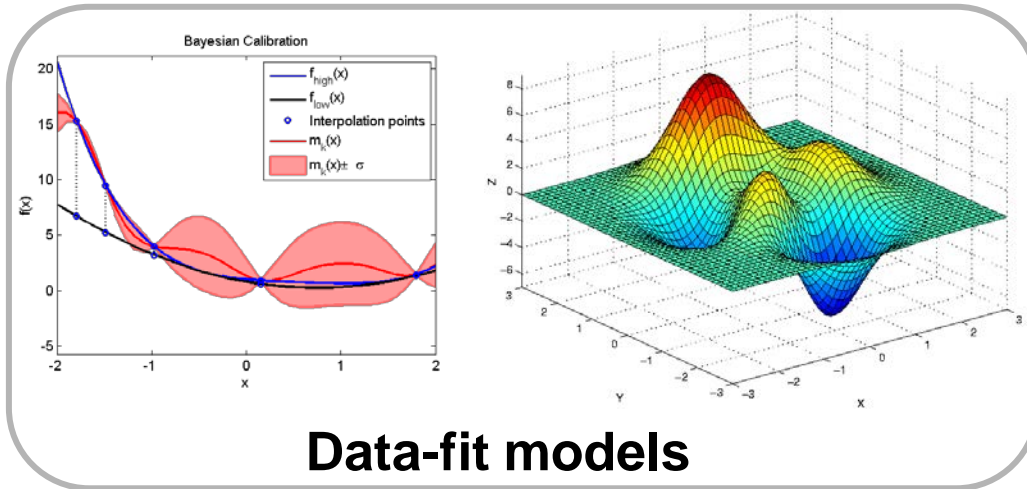 Bayesian Calibration
f_high(x)
f_low(x)
Interpolation points
m_k(x)
m_k(x)± σ
f(x)
20
15
10
5
0
-5
-2
-1
0
1
2
x
Z
8
6
4
2
0
−2
−4
−6
3
2
1
0
−1
−2
−3
Y
−3
−2
−1
0
1
2
3
X
Data-fit models